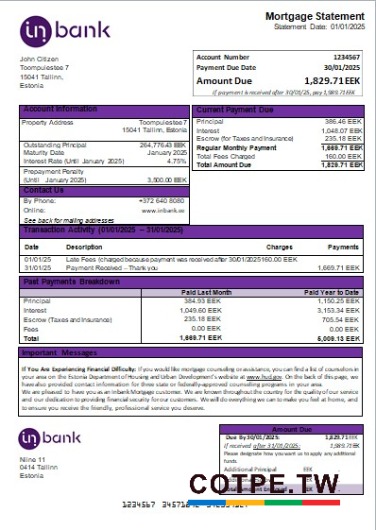 inbank
Mortgage Statement
Statement Date: 01/01/2025
John Citizen
Toompuiestee 7
15041 Tallinn,
Estonia
Account Number 1234567
Payment Due Date 30/01/2025
Amount Due 1,829.71 EEK
If payment is received after 30/01/25, pay 1,989.71 EEK
Account Information
Property Address Toompuiestee 7
15041 Tallinn, Estonia
Outstanding Principal 264,776.43 EEK
Maturity Date January 2025
Interest Rate (Until January 2025) 4.75%
Prepayment Penalty
(Until January 2025) 3,500.00 EEK
Contact Us
By Phone: +372 640 8080
Online: www.inbank.ee
See back for mailing addresses
Current Payment Due
Principal 386.46 EEK
Interest 1,048.07 EEK
Escrow (for Taxes and Insurance) 235.18 EEK
Regular Monthly Payment 1,669.71 EEK
Total Fees Charged 160.00 EEK
Total Amount Due 1,829.71 EEK
Transaction Activity (01/01/2025 – 31/01/2025)
Date Description Charges Payments
01/01/25 Late Fees (charged because payment was received after 30/01/2025 160.00 EEK
31/01/25 Payment Received – Thank you 1,669.71 EEK
Past Payments Breakdown
Paid Last Month Paid Year to Date
Principal 384.93 EEK 1,150.25 EEK
Interest 1,049.60 EEK 3,153.34 EEK
Escrow (Taxes and Insurance) 235.18 EEK 705.54 EEK
Fees 0.00 EEK 0.00 EEK
Total 1,669.71 EEK 5,009.13 EEK
Important Messages
If You Are Experiencing Financial Difficulty: If you would like mortgage counseling or assistance, you can find a list of counselors in
your area on the Estonia Department of Housing and Urban Development's website at www.hud.gov. On the back of this page, we
have also provided contact information for three state or federally-approved counseling programs in your area.
We are pleased to have you as an Inbank Mortgage customer. We are known throughout the country for the quality of our service
and our dedication to providing financial security for our customers. We will do everything we can to make you feel at home, and
to ensure you receive the friendly, professional service you deserve.
inbank
Niine 11
0414 Tallinn
Estonia
Amount Due
Due By 30/01/2025: 1,829.71 EEK
If received after 31/01/2025: 1,989.71 EEK
Please designate how you want us to apply any additional
funds.
Additional Principal EEK
COTPE.TW